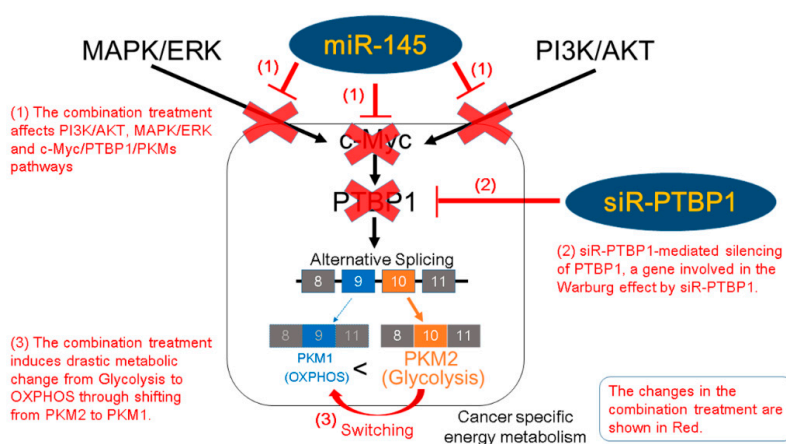 MAPK/ERK
miR-145
PI3K/AKT
(1)
(1)
(1)
(1) The combination treatment
affects PI3K/AKT, MAPK/ERK
and c-Myc/PTBP1/PKMs
pathways
c-Myc
PTBP1
(2)
siR-PTBP1
(2) siR-PTBP1-mediated silencing
of PTBP1, a gene involved in the
Warburg effect by siR-PTBP1.
Alternative Splicing
8 9 10 11
8 9 11
8 10 11
PKM1
(OXPHOS)
<
PKM2
(Glycolysis)
(3) The combination treatment
induces drastic metabolic
change from Glycolysis to
OXPHOS through shifting
from PKM2 to PKM1.
(3)
Switching
Cancer specific
energy metabolism
The changes in the
combination treatment are
shown in Red.